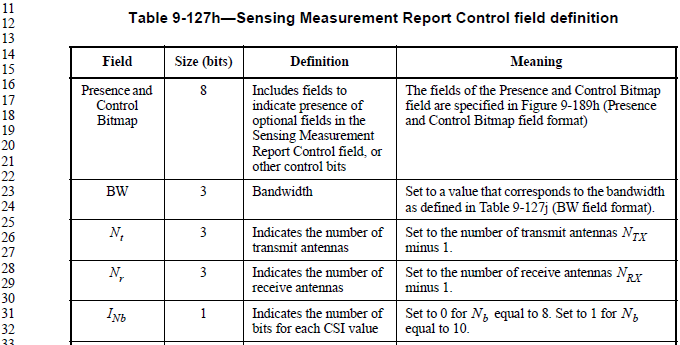 11
12
13
14
15
16
17
18
19
20
21
22
23
24
25
26
27
28
29
30
31
32
33
Table 9-127h—Sensing Measurement Report Control field definition
Field Size (bits) Definition Meaning
Presence and
Control
Bitmap
8
Includes fields to
indicate presence of
optional fields in the
Sensing Measurement
Report Control field, or
other control bits
The fields of the Presence and Control Bitmap
field are specified in Figure 9-189h (Presence
and Control Bitmap field format)
BW
3
Bandwidth
Set to a value that corresponds to the bandwidth
as defined in Table 9-127j (BW field format).
N_t
3
Indicates the number of
transmit antennas
Set to the number of transmit antennas N_TX
minus 1.
N_r
3
Indicates the number of
receive antennas
Set to the number of receive antennas N_RX
minus 1.
I_Nb
1
Indicates the number of
bits for each CSI value
Set to 0 for N_b equal to 8. Set to 1 for N_b
equal to 10.